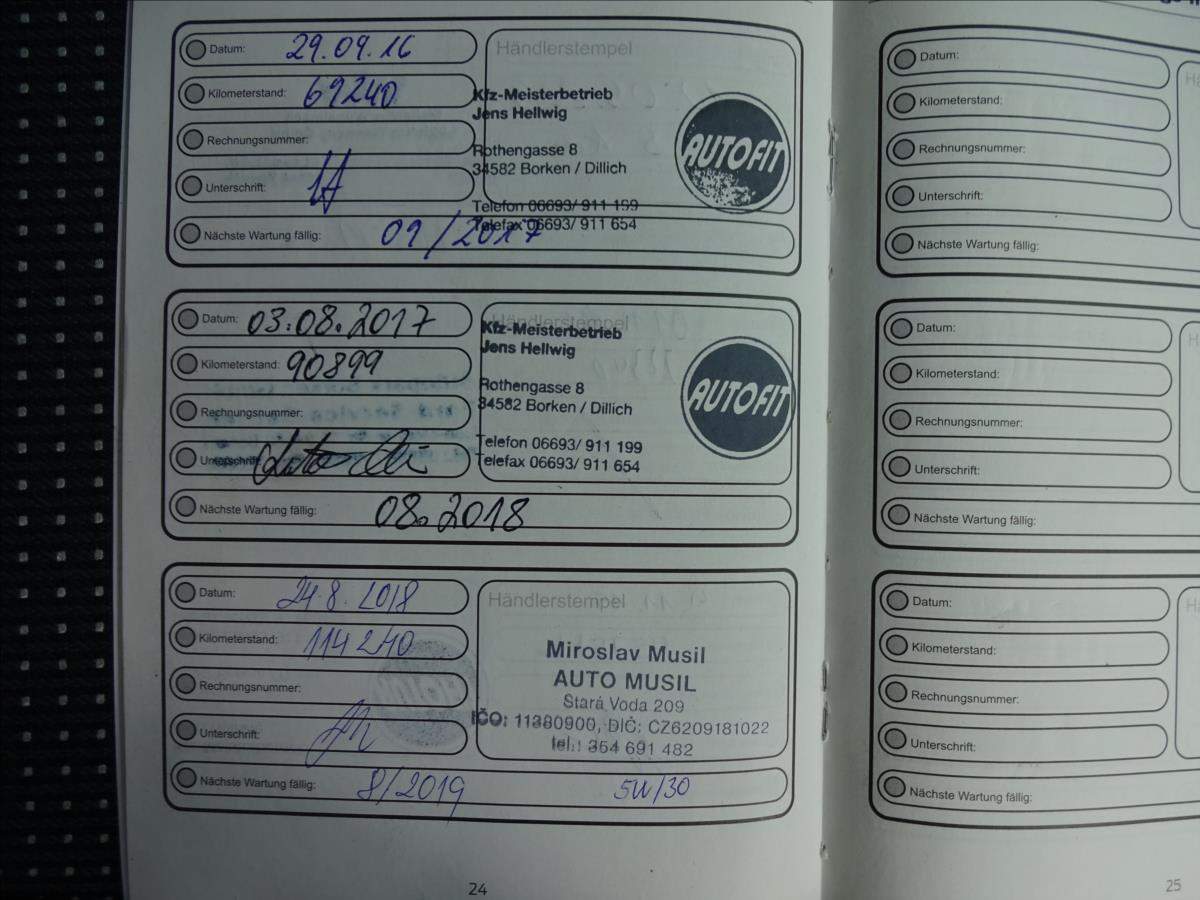 Datum: 29.09.16
Kilometerstand: 69240
Rechnungsnummer:
Unterschrift:
Nächste Wartung fällig: 09/2017
Händlerstempel
Kfz-Meisterbetrieb
Jens Hellwig
Rothengasse 8
34582 Borken / Dillich
Telefon 06693/ 911 199
Telefax 06693/ 911 654
AUTOFIT
Datum: 03.08.2017
Kilometerstand: 90899
Rechnungsnummer:
Unterschrift:
Nächste Wartung fällig: 08.2018
Händlerstempel
Kfz-Meisterbetrieb
Jens Hellwig
Rothengasse 8
34582 Borken / Dillich
Telefon 06693/ 911 199
Telefax 06693/ 911 654
AUTOFIT
Datum: 24.8.2018
Kilometerstand: 114240
Rechnungsnummer:
Unterschrift:
Nächste Wartung fällig: 8/2019 5W/30
Händlerstempel
Miroslav Musil
AUTO MUSIL
Stará Voda 209
IČO: 11380900, DIČ: CZ6209181022
tel.: 354 691 482
24
Datum:
Kilometerstand:
Rechnungsnummer:
Unterschrift:
Nächste Wartung fällig:
Datum:
Kilometerstand:
Rechnungsnummer:
Unterschrift:
Nächste Wartung fällig:
Datum:
Kilometerstand:
Rechnungsnummer:
Unterschrift:
Nächste Wartung fällig:
25